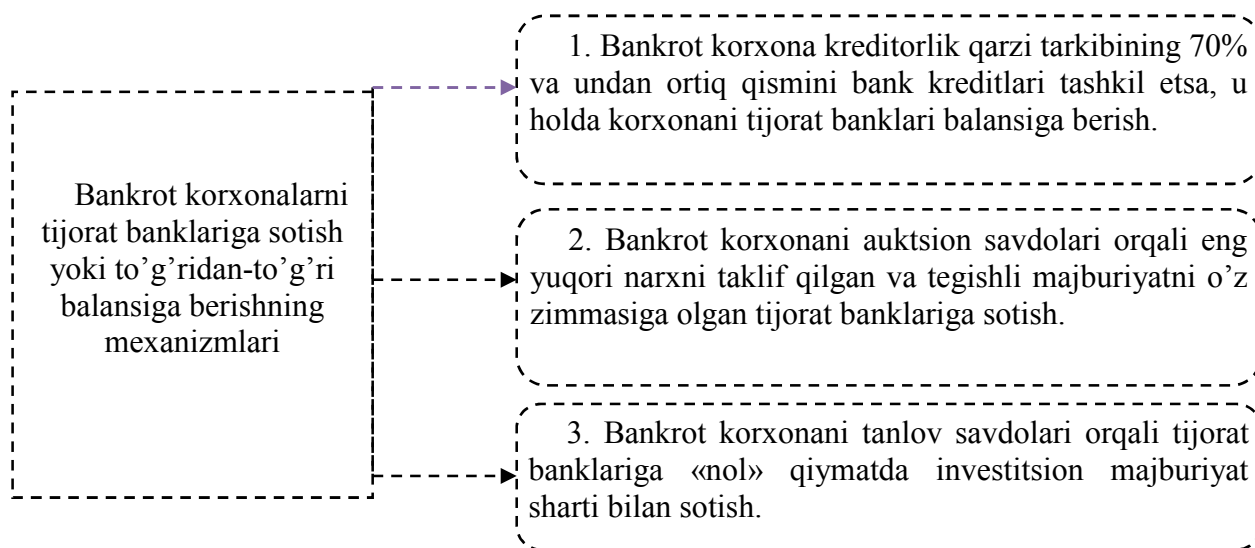 Bankrot korxonalarni
tijorat banklariga sotish
yoki to’g’ridan-to’g’ri
balansiga berishning
mexanizmlari
1. Bankrot korxona kreditorlik qarzi tarkibining 70%
va undan ortiq qismini bank kreditlari tashkil etsa, u
holda korxonani tijorat banklari balansiga berish.
2. Bankrot korxonani auktsion savdolari orqali eng
yuqori narxni taklif qilgan va tegishli majburiyatni o’z
zimmasiga olgan tijorat banklariga sotish.
3. Bankrot korxonani tanlov savdolari orqali tijorat
banklariga «nol» qiymatda investitsion majburiyat
sharti bilan sotish.